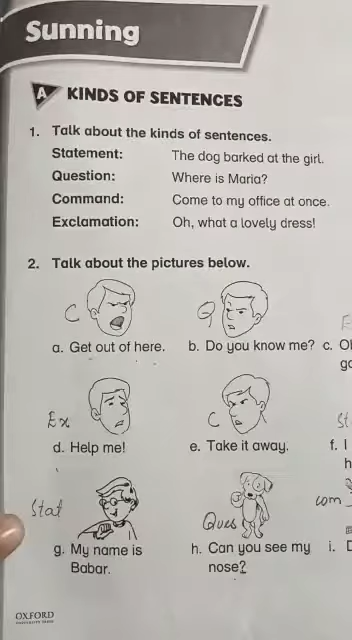 Sunning
A KINDS OF SENTENCES
1. Talk about the kinds of sentences.
Statement: The dog barked at the girl.
Question: Where is Maria?
Command: Come to my office at once.
Exclamation: Oh, what a lovely dress!
2. Talk about the pictures below.
C Q E
a. Get out of here. b. Do you know me? c. O
g
Ex C St
d. Help me! e. Take it away. f. I
h
Stat Ques com
g. My name is h. Can you see my i.
Babar. nose?
OXFORD
UNIVERSITY PRESS